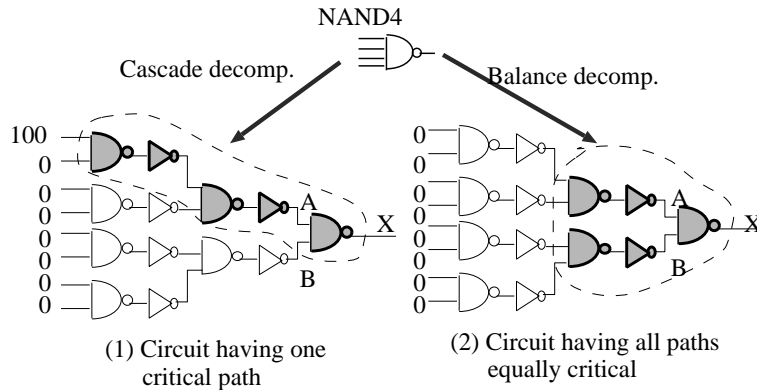 NAND4
Cascade decomp.
Balance decomp.
100
0
0
0
0
0
0
0
A
B
X
0
0
0
0
0
0
0
0
A
B
X
(1) Circuit having one
critical path
(2) Circuit having all paths
equally critical